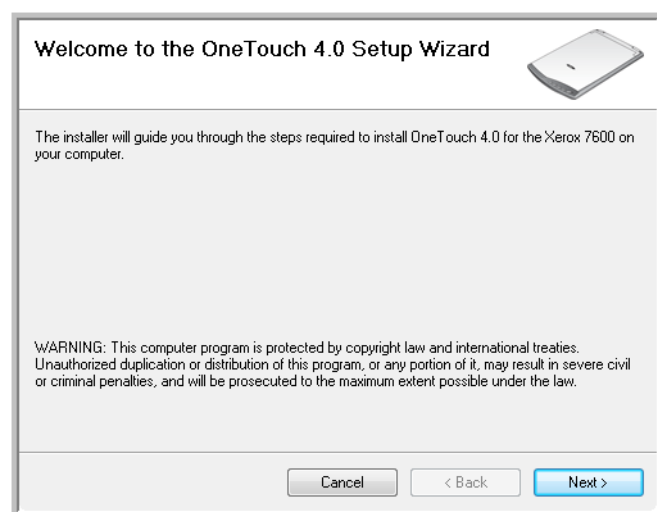 Welcome to the OneTouch 4.0 Setup Wizard
The installer will guide you through the steps required to install OneTouch 4.0 for the Xerox 7600 on
your computer.
WARNING: This computer program is protected by copyright law and international treaties.
Unauthorized duplication or distribution of this program, or any portion of it, may result in severe civil
or criminal penalties, and will be prosecuted to the maximum extent possible under the law.
Cancel < Back Next >